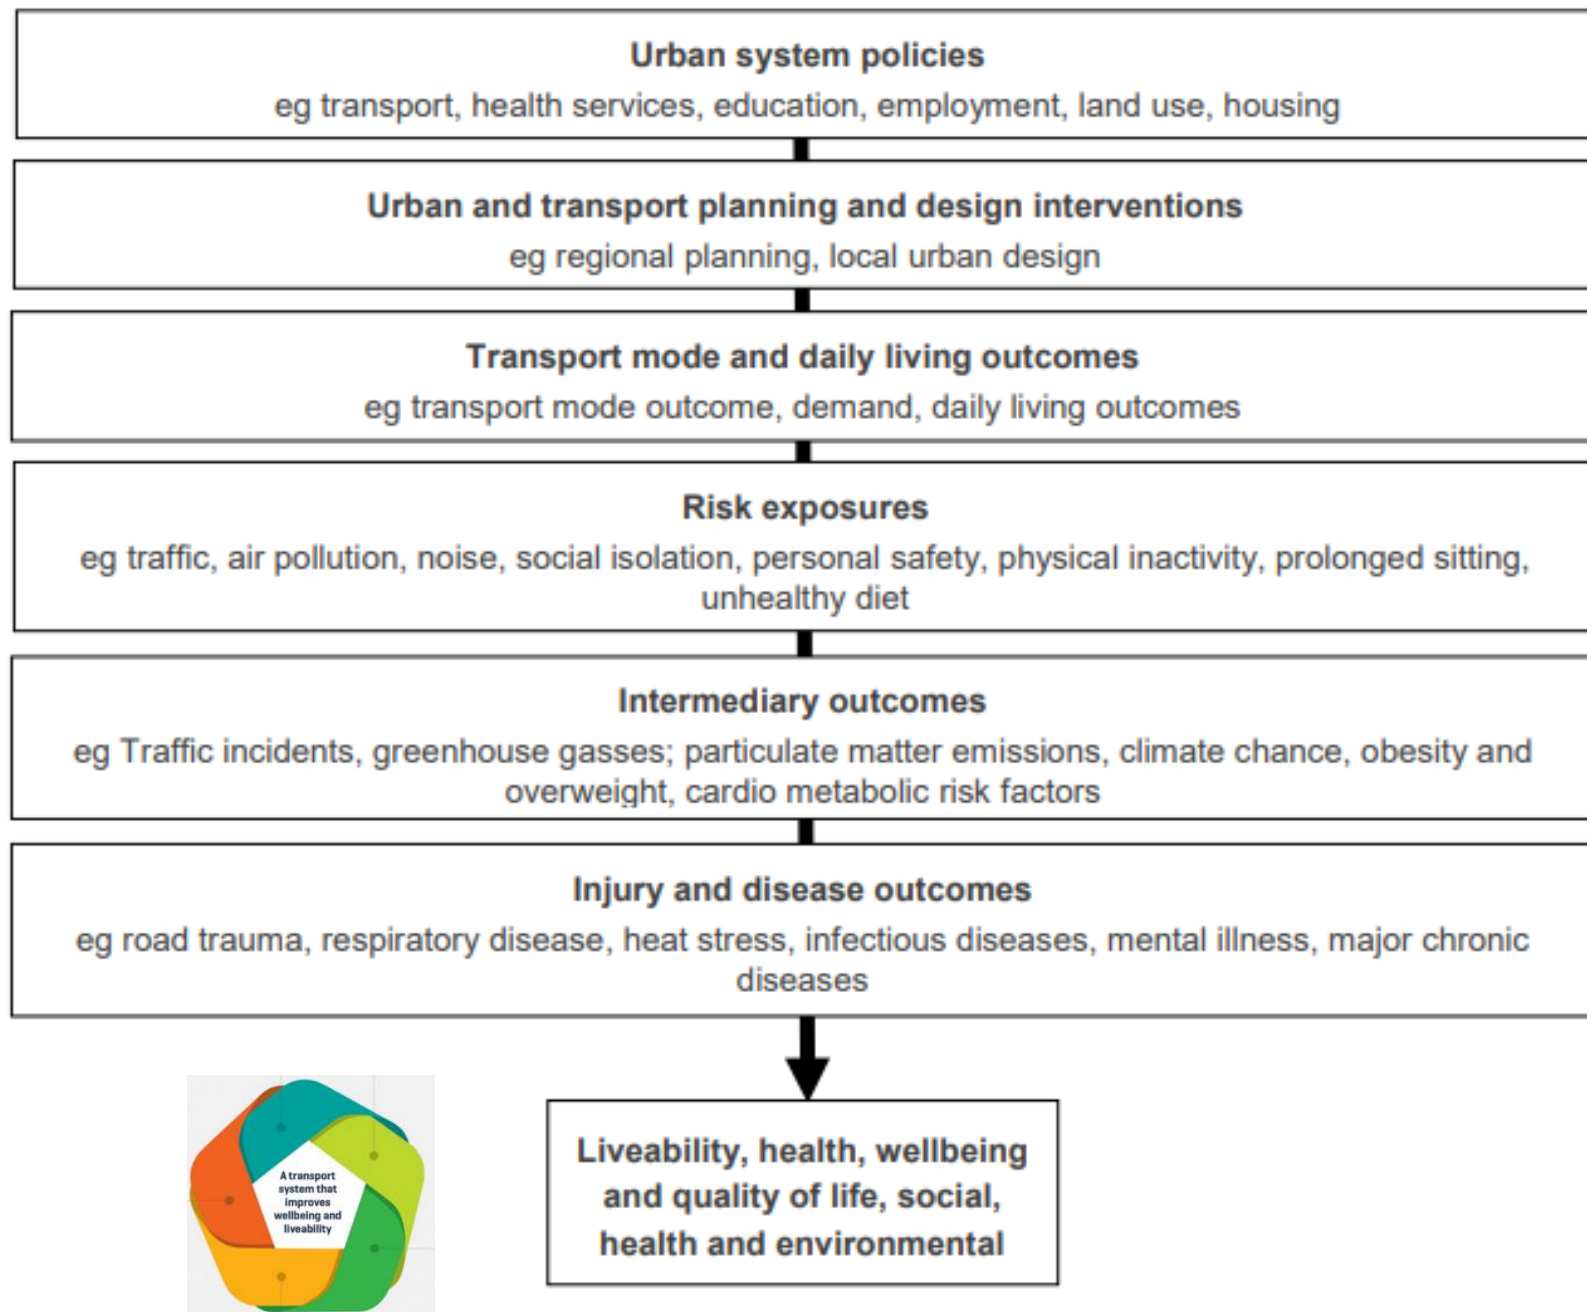 Urban system policies
eg transport, health services, education, employment, land use, housing
Urban and transport planning and design interventions
eg regional planning, local urban design
Transport mode and daily living outcomes
eg transport mode outcome, demand, daily living outcomes
Risk exposures
eg traffic, air pollution, noise, social isolation, personal safety, physical inactivity, prolonged sitting,
unhealthy diet
Intermediary outcomes
eg Traffic incidents, greenhouse gasses; particulate matter emissions, climate chance, obesity and
overweight, cardio metabolic risk factors
Injury and disease outcomes
eg road trauma, respiratory disease, heat stress, infectious diseases, mental illness, major chronic
diseases
A transport
system that
improves
wellbeing and
liveability
Liveability, health, wellbeing
and quality of life, social,
health and environmental